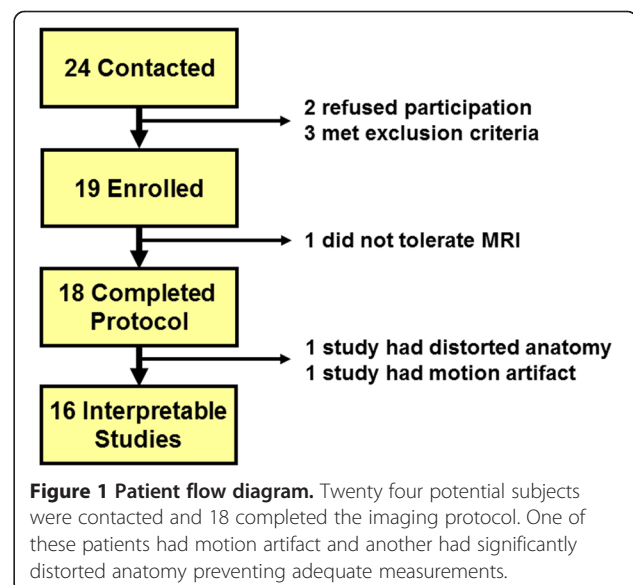 24 Contacted
2 refused participation
3 met exclusion criteria
19 Enrolled
1 did not tolerate MRI
18 Completed
Protocol
1 study had distorted anatomy
1 study had motion artifact
16 Interpretable
Studies
Figure 1 Patient flow diagram. Twenty four potential subjects
were contacted and 18 completed the imaging protocol. One of
these patients had motion artifact and another had significantly
distorted anatomy preventing adequate measurements.